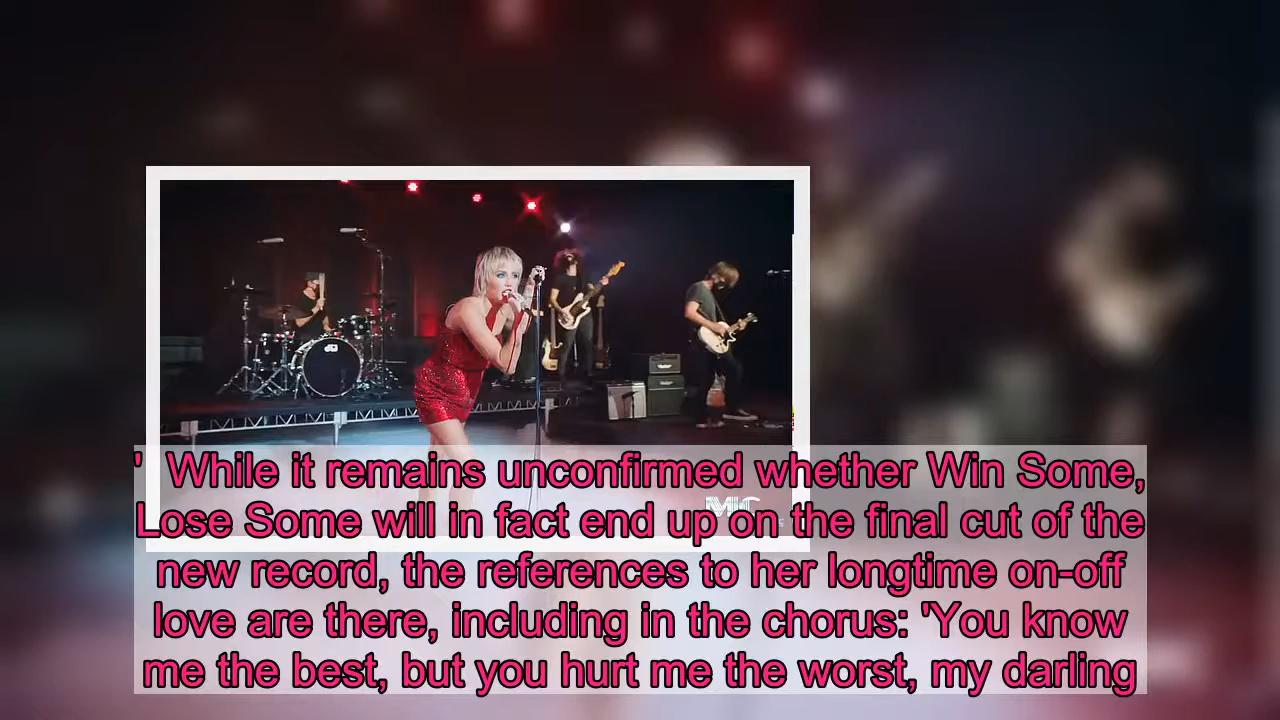 ' While it remains unconfirmed whether Win Some,
Lose Some will in fact end up on the final cut of the
new record, the references to her longtime on-off
love are there, including in the chorus: 'You know
me the best, but you hurt me the worst, my darling